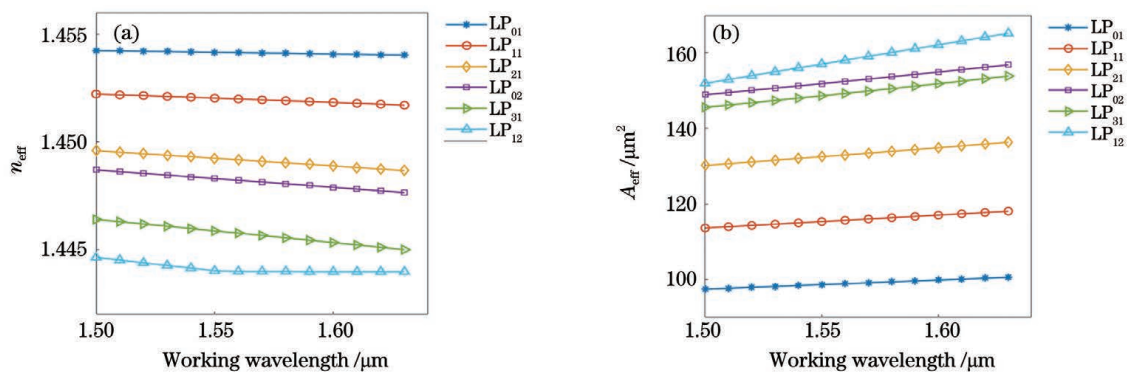 (a)
1.455
1.450
1.445
n_eff
1.50
1.55
1.60
Working wavelength /μm
LP₀₁
LP₁₁
LP₂₁
LP₀₂
LP₃₁
LP₁₂
(b)
160
140
120
100
A_eff /μm²
1.50
1.55
1.60
Working wavelength /μm
LP₀₁
LP₁₁
LP₂₁
LP₀₂
LP₃₁
LP₁₂